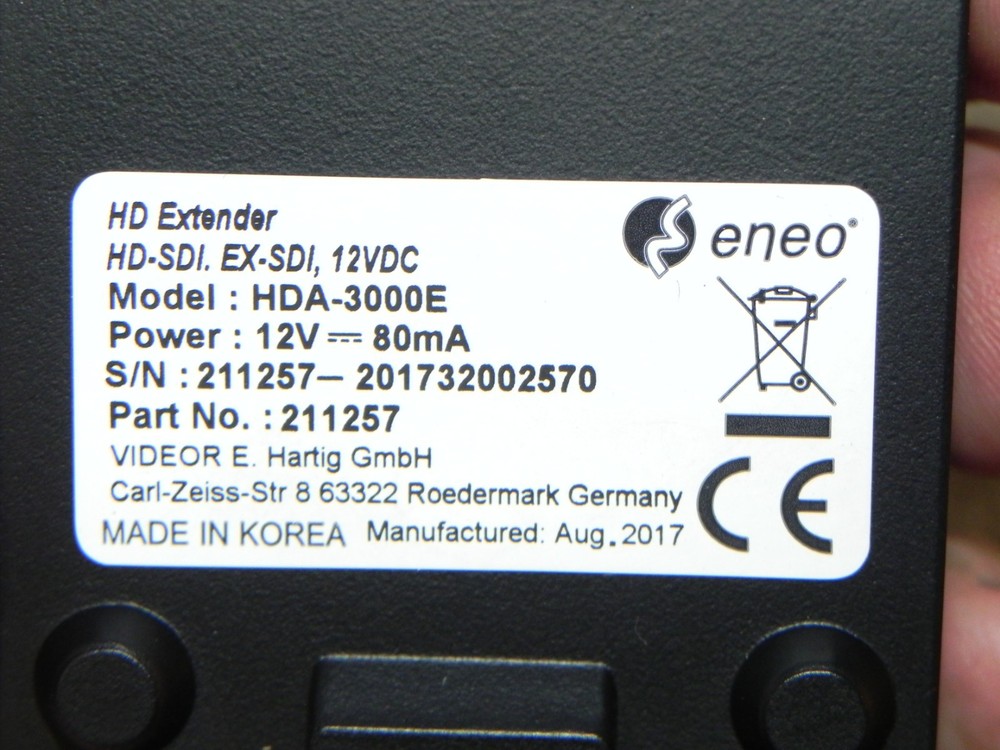 HD Extender
HD-SDI. EX-SDI, 12VDC
Model : HDA-3000E
Power : 12V ⎓ 80mA
S/N : 211257– 201732002570
Part No. : 211257
VIDEOR E. Hartig GmbH
Carl-Zeiss-Str 8 63322 Roedermark Germany
MADE IN KOREA Manufactured: Aug.2017
eneo®
CE